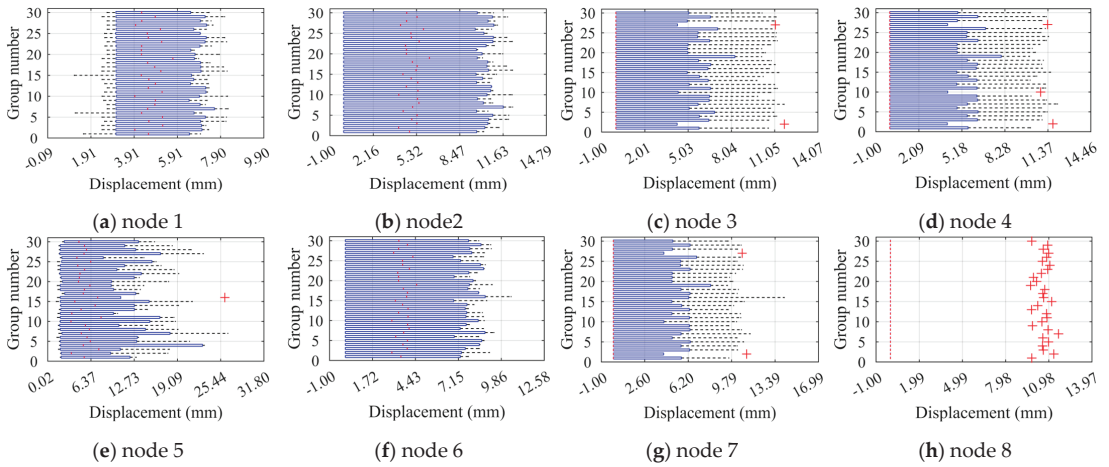 30
25
20
15
10
5
0
Group number
-0.09 1.91 3.91 5.91 7.90 9.90
Displacement (mm)
(a) node 1
30
25
20
15
10
5
0
Group number
-1.00 2.16 5.32 8.47 11.63 14.79
Displacement (mm)
(b) node2
30
25
20
15
10
5
0
Group number
-1.00 2.01 5.03 8.04 11.05 14.07
Displacement (mm)
(c) node 3
30
25
20
15
10
5
0
Group number
-1.00 2.09 5.18 8.28 11.37 14.46
Displacement (mm)
(d) node 4
30
25
20
15
10
5
0
Group number
0.02 6.37 12.73 19.09 25.44 31.80
Displacement (mm)
(e) node 5
30
25
20
15
10
5
0
Group number
-1.00 1.72 4.43 7.15 9.86 12.58
Displacement (mm)
(f) node 6
30
25
20
15
10
5
0
Group number
-1.00 2.60 6.20 9.79 13.39 16.99
Displacement (mm)
(g) node 7
30
25
20
15
10
5
0
Group number
-1.00 1.99 4.99 7.98 10.98 13.97
Displacement (mm)
(h) node 8